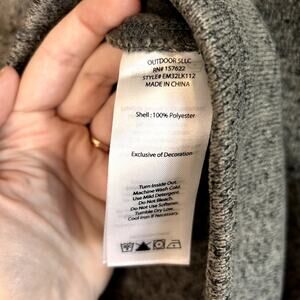 OUTDOOR SLLC
RN# 157622
STYLE# EM32LK112
MADE IN CHINA
Shell : 100% Polyester
Exclusive of Decoration
Turn Inside Out.
Machine Wash Cold.
Use Mild Detergent.
Do Not Bleach.
Do Not Use Softener.
Tumble Dry Low.
Cool Iron If Necessary.